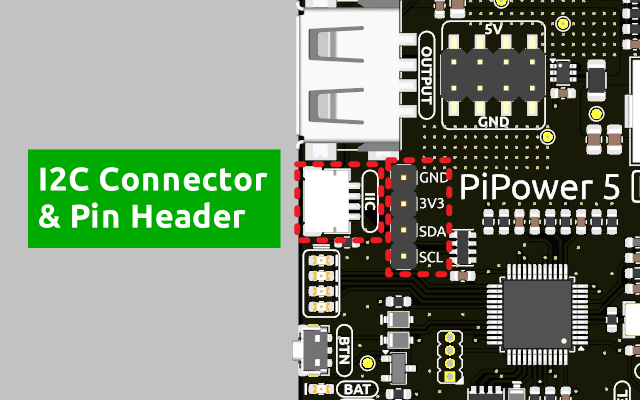 I2C Connector
& Pin Header
OUTPUT
5V
GND
IIC
GND
3V3
SDA
SCL
PiPower 5
BTN
BAT